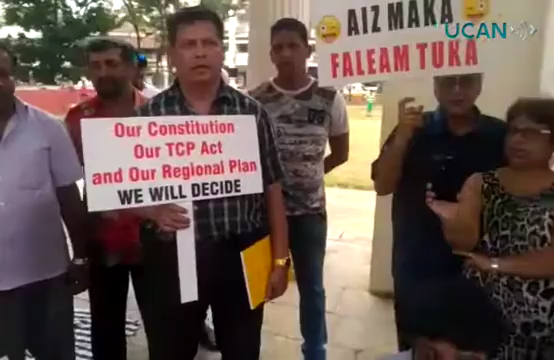 AIZ MAKA
FALEAM TUKA
UCAN
Our Constitution
Our TCP Act
and Our Regional Plan
WE WILL DECIDE